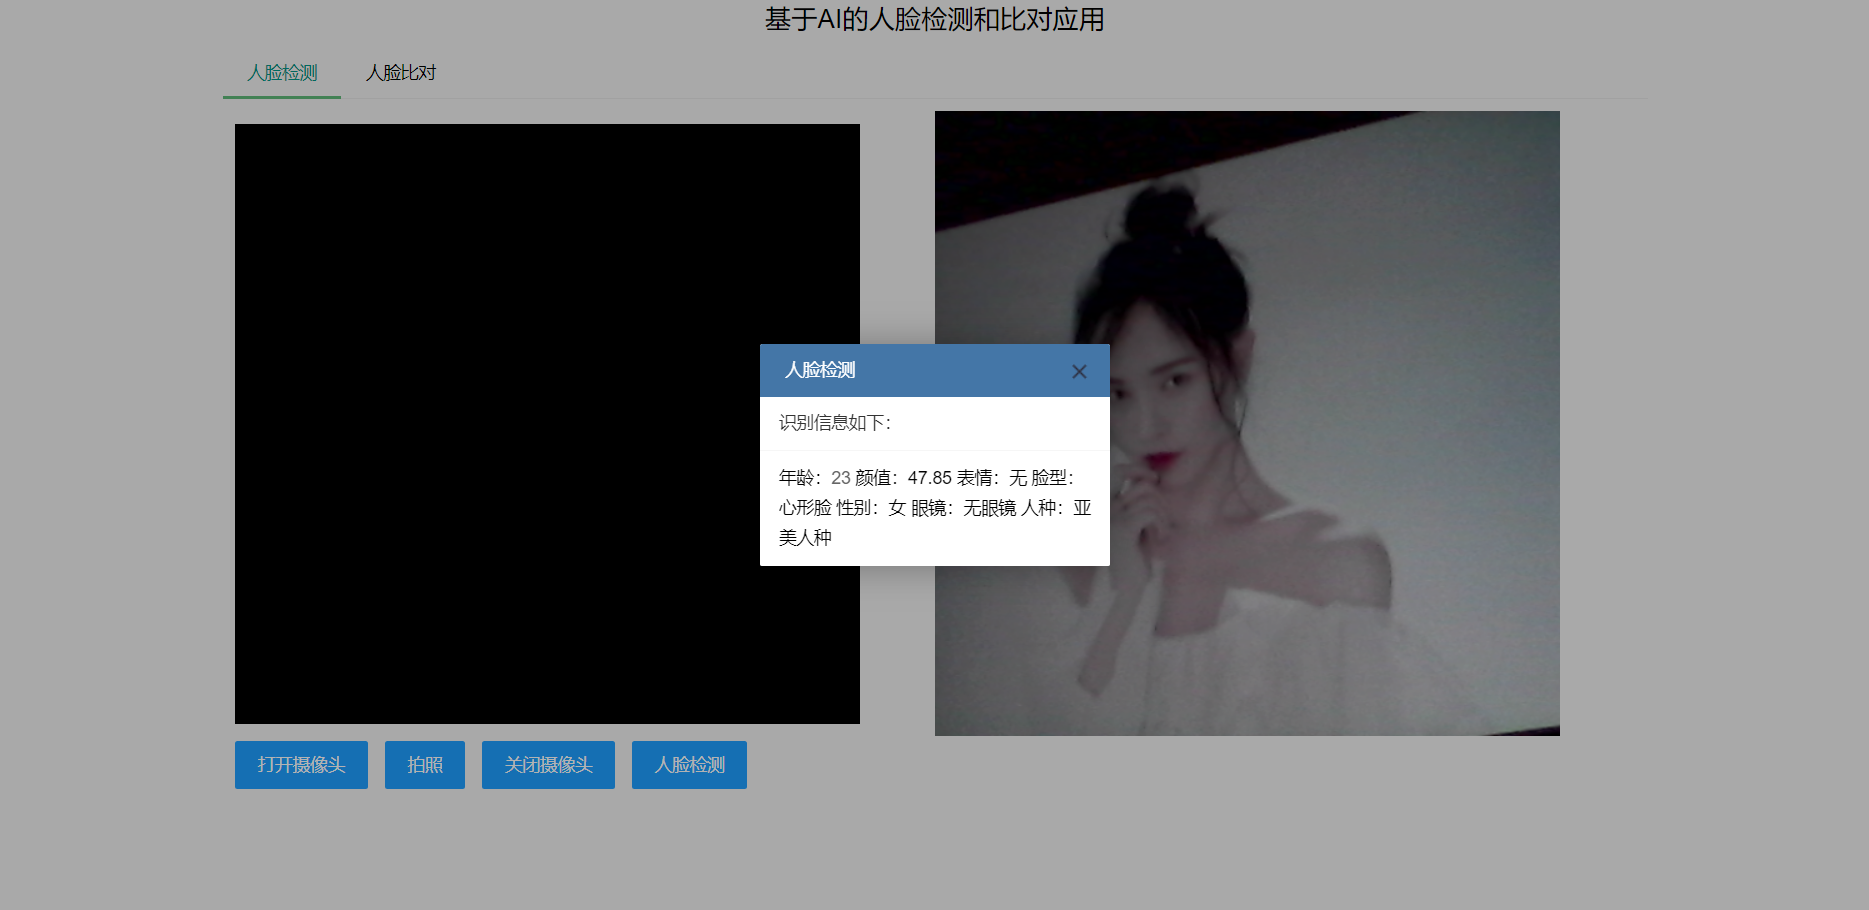 基于AI的人脸检测和比对应用
人脸检测 人脸比对
人脸检测
识别信息如下：
年龄：23 颜值：47.85 表情：无 脸型：
心形脸 性别：女 眼镜：无眼镜 人种：亚
美人种
打开摄像头 拍照 关闭摄像头 人脸检测